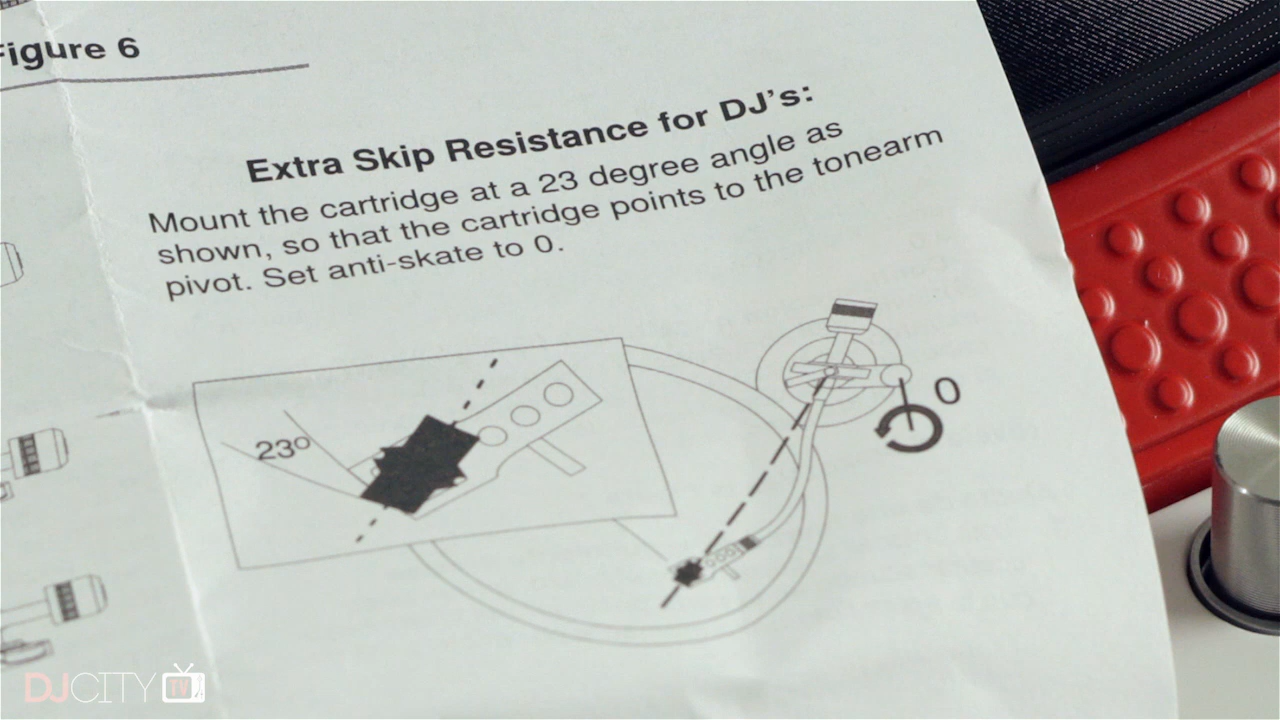 Figure 6
Extra Skip Resistance for DJ's:
Mount the cartridge at a 23 degree angle as
shown, so that the cartridge points to the tonearm
pivot. Set anti-skate to 0.
23º
0
DJCITY TV